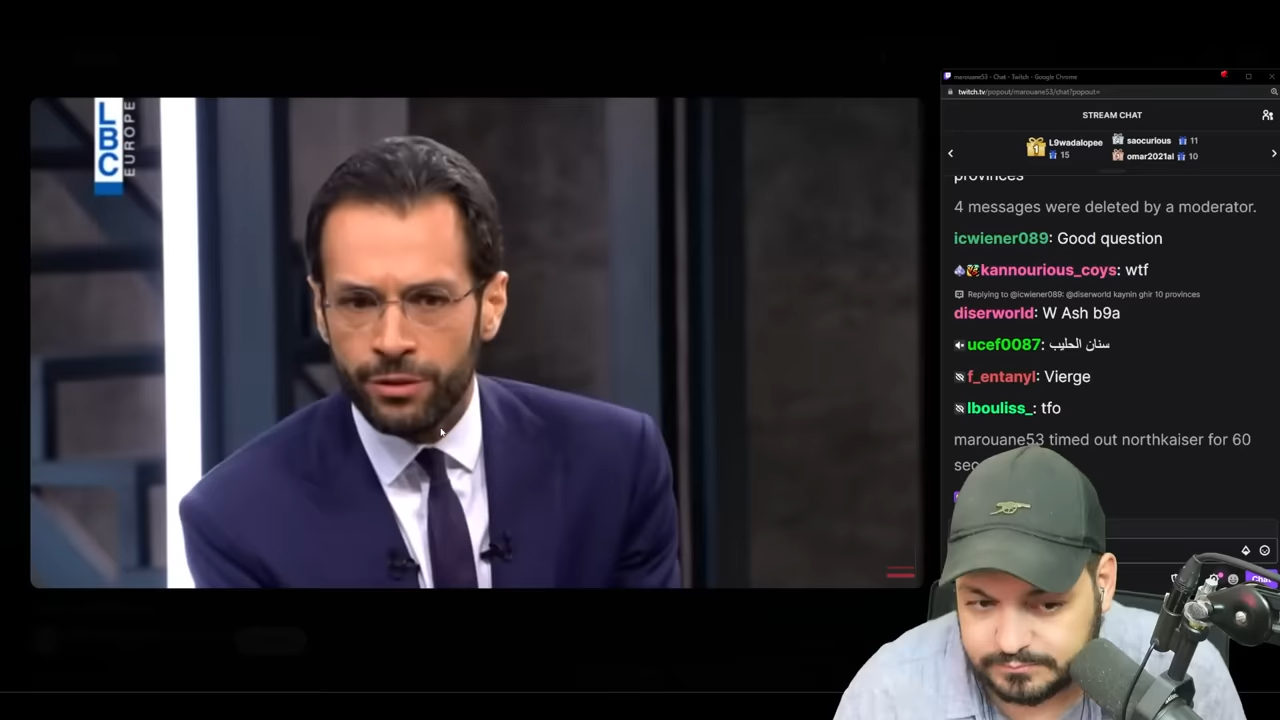 LBC
EUROPE
marouane53 - Chat - Twitch - Google Chrome
twitch.tv/popout/marouane53/chat?popout=
STREAM CHAT
L9wadalopee
15
saocurious 11
omar2021al 10
provinces
4 messages were deleted by a moderator.
icwiener089: Good question
kannourious_coys: wtf
Replying to @icwiener089: @diserworld kaynin ghir 10 provinces
diserworld: W Ash b9a
ucef0087: سنان الحليب
f_entanyl: Vierge
lbouliss_: tfo
marouane53 timed out northkaiser for 60
sec
Chat